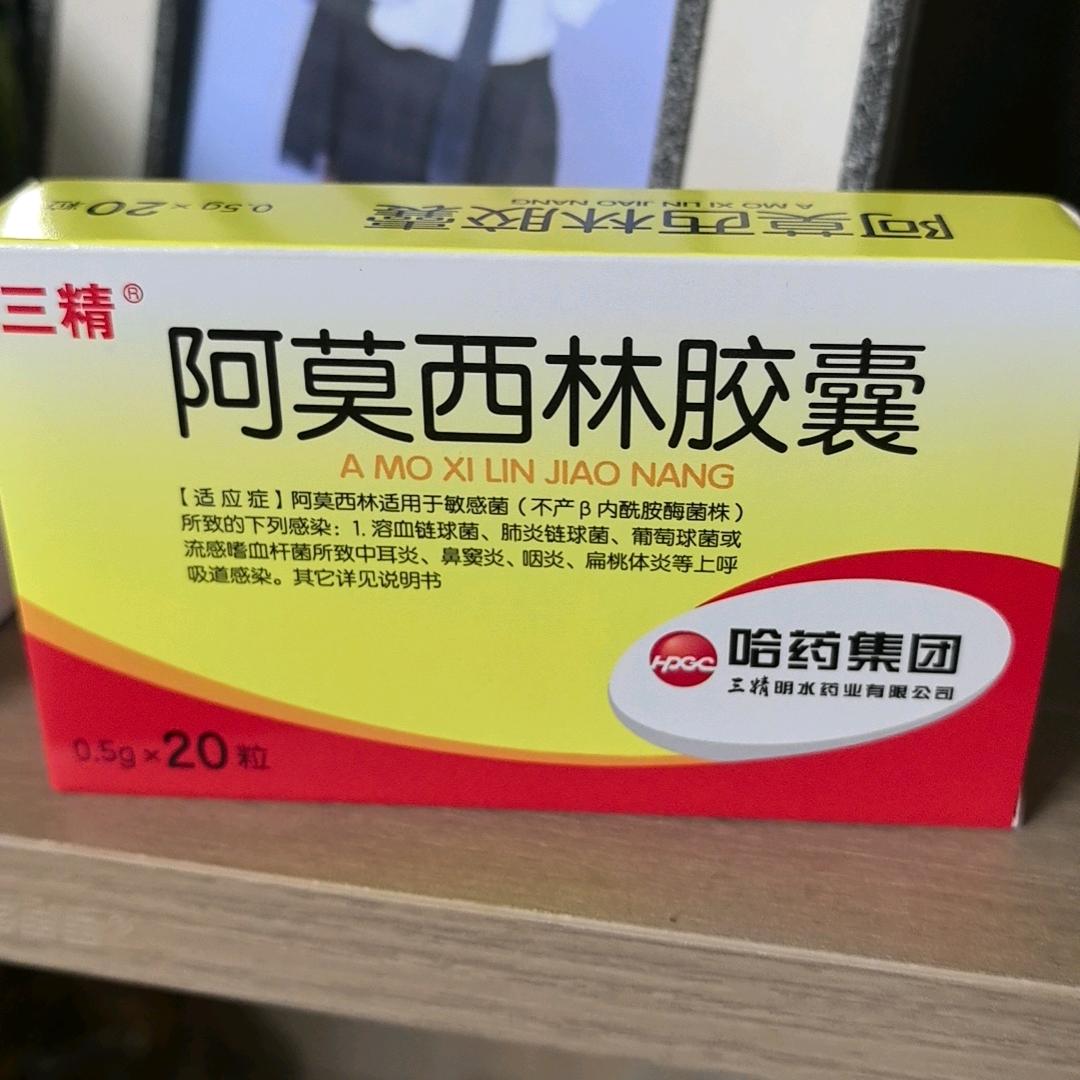 阿莫西林胶囊
A MO XI LIN JIAO NANG
0.5g×20粒
三精®
阿莫西林胶囊
A MO XI LIN JIAO NANG
【适应症】阿莫西林适用于敏感菌（不产β内酰胺酶菌株）
所致的下列感染：1. 溶血链球菌、肺炎链球菌、葡萄球菌或
流感嗜血杆菌所致中耳炎、鼻窦炎、咽炎、扁桃体炎等上呼
吸道感染。其它详见说明书
HPGC
哈药集团
三精明水药业有限公司
0.5g×20粒